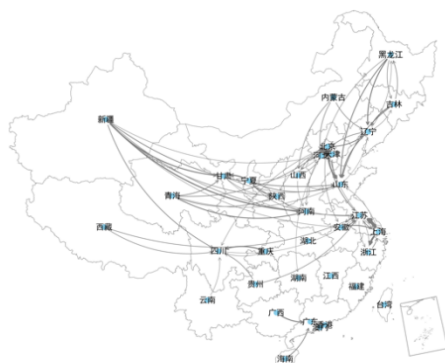 黑龙江
内蒙古
吉林
辽宁
新疆
北京
山西
甘肃
宁夏
山东
青海
陕西
河南
江苏
西藏
安徽
上海
湖北
四川
重庆
浙江
贵州
湖南
江西
福建
云南
台湾
广西
广东
海南